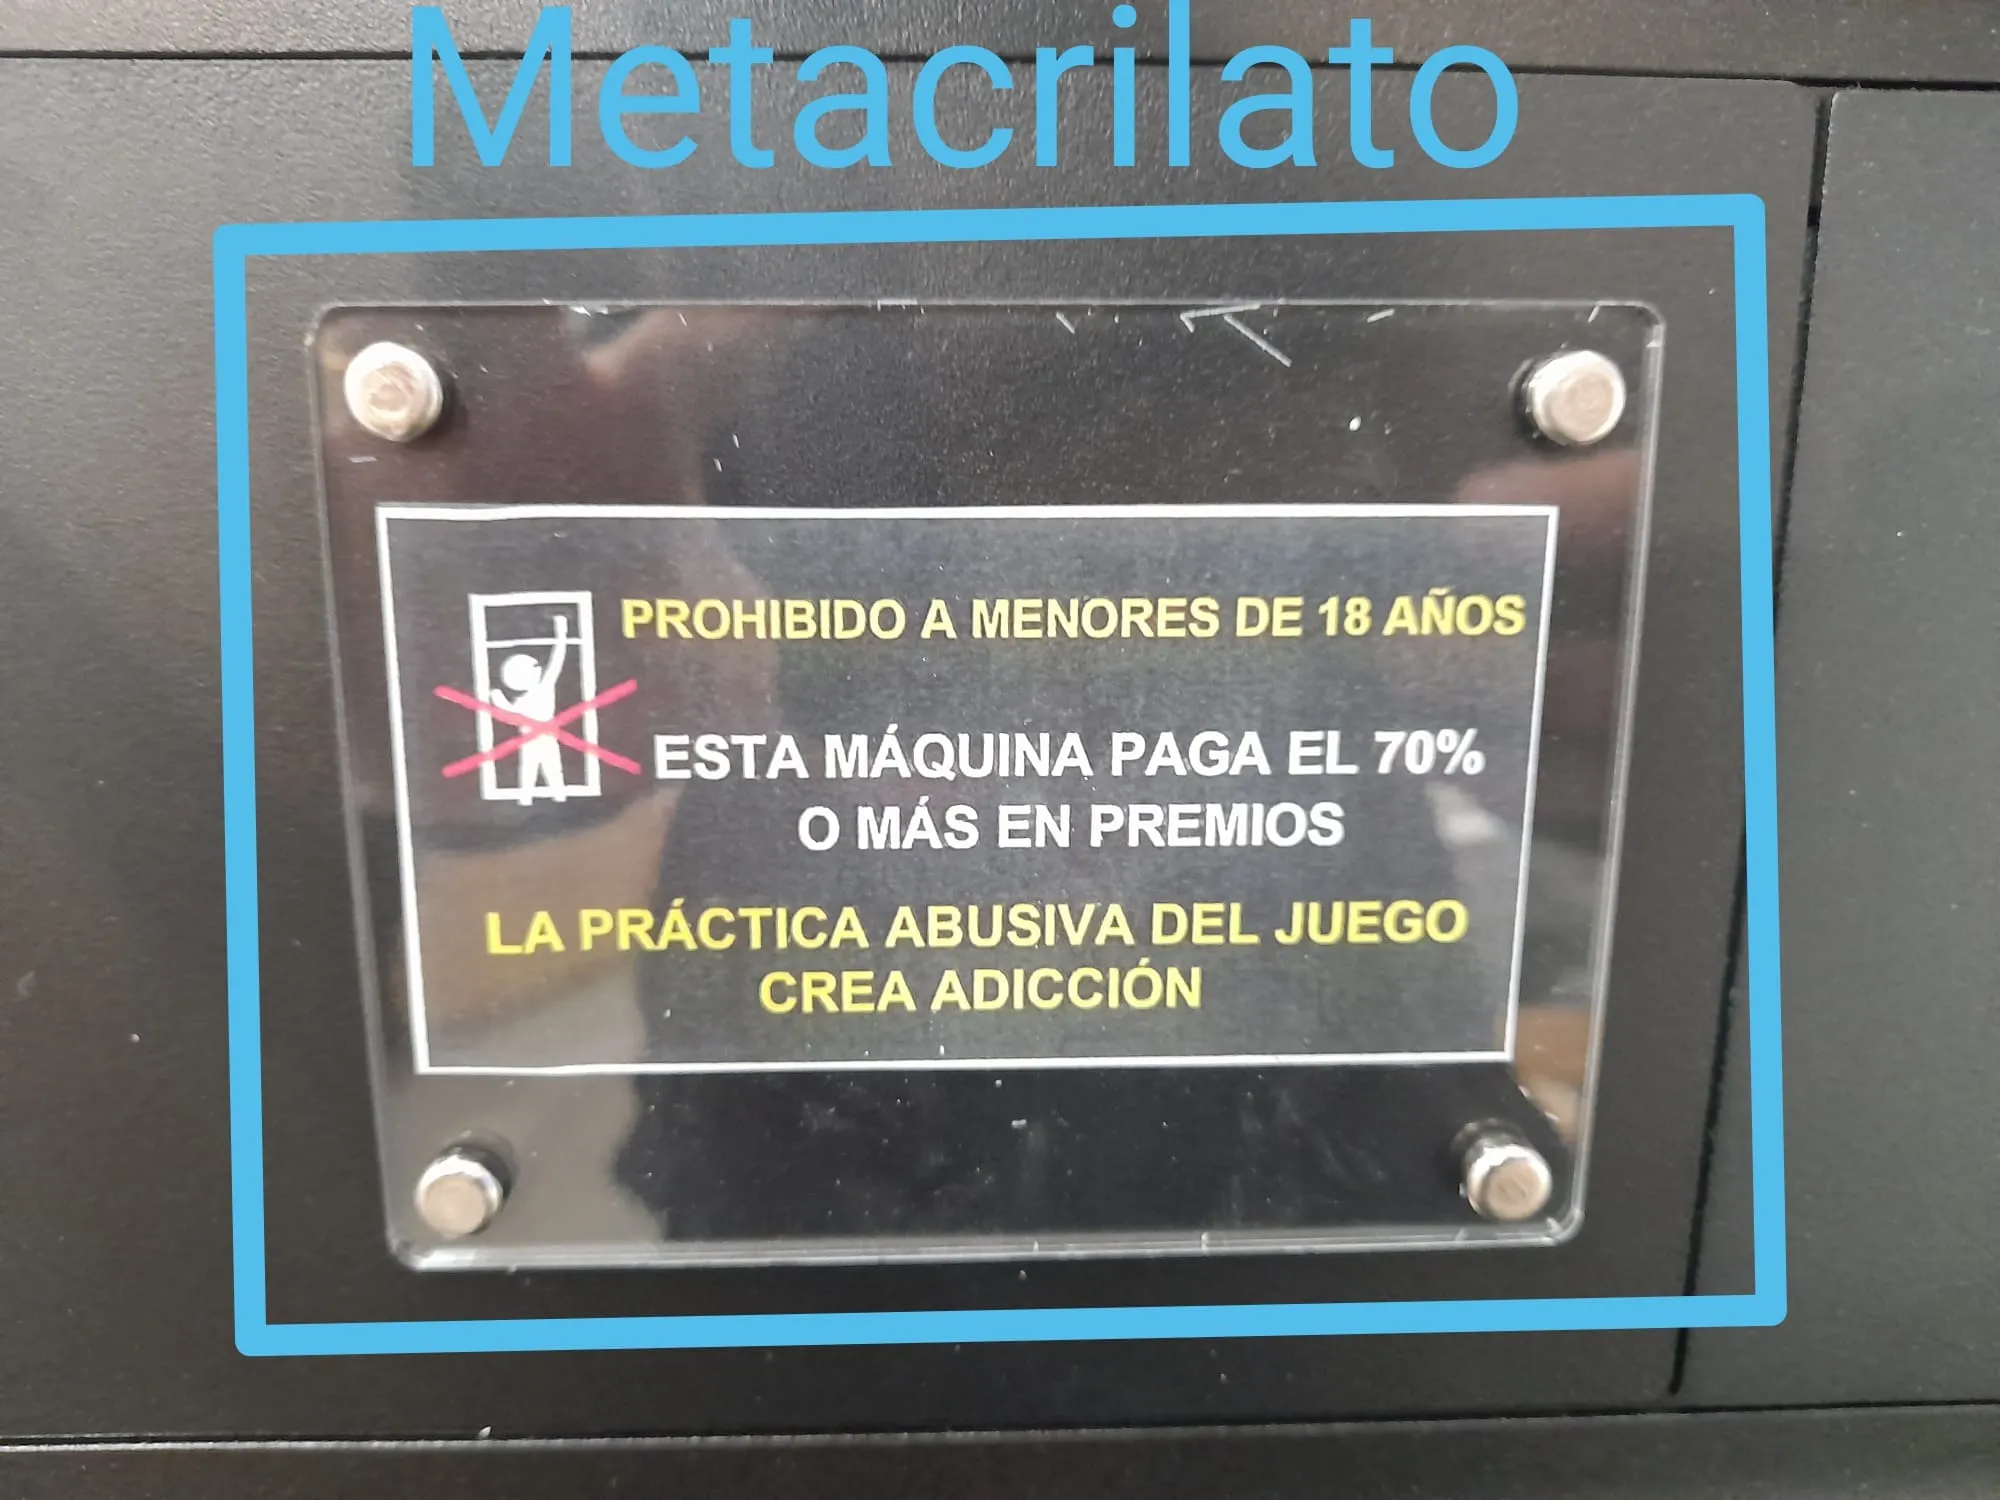 Metacrilato
PROHIBIDO A MENORES DE 18 AÑOS
ESTA MÁQUINA PAGA EL 70%
O MÁS EN PREMIOS
LA PRÁCTICA ABUSIVA DEL JUEGO
CREA ADICCIÓN